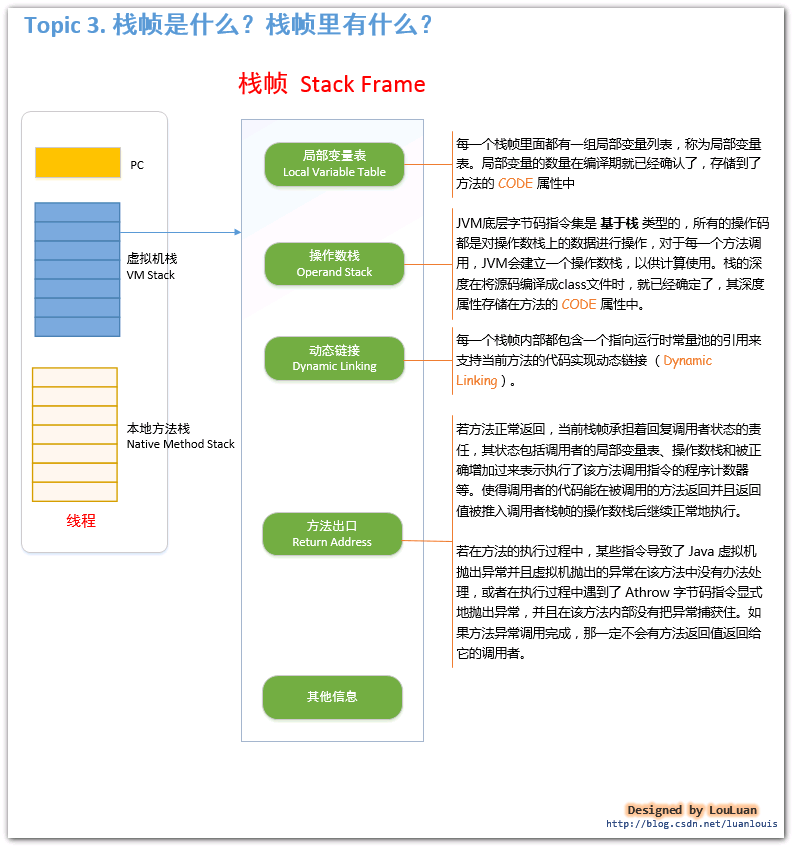 Topic 3. 栈帧是什么？栈帧里有什么？
栈帧 Stack Frame
PC
虚拟机栈
VM Stack
本地方法栈
Native Method Stack
线程
局部变量表
Local Variable Table
每一个栈帧里面都有一组局部变量列表，称为局部变量
表。局部变量的数量在编译期就已经确认了，存储到了
方法的 CODE 属性中
操作数栈
Operand Stack
JVM底层字节码指令集是 基于栈 类型的，所有的操作码
都是对操作数栈上的数据进行操作，对于每一个方法调
用，JVM会建立一个操作数栈，以供计算使用。栈的深
度在将源码编译成class文件时，就已经确定了，其深度
属性存储在方法的 CODE 属性中。
动态链接
Dynamic Linking
每一个栈帧内部都包含一个指向运行时常量池的引用来
支持当前方法的代码实现动态链接 （ Dynamic
Linking ）。
方法出口
Return Address
若方法正常返回，当前栈帧承担着回复调用者状态的责
任，其状态包括调用者的局部变量表、操作数栈和被正
确增加过来表示执行了该方法调用指令的程序计数器
等。使得调用者的代码能在被调用的方法返回并且返回
值被推入调用者栈帧的操作数栈后继续正常地执行。
若在方法的执行过程中，某些指令导致了 Java 虚拟机
抛出异常并且虚拟机抛出的异常在该方法中没有办法处
理，或者在执行过程中遇到了 Athrow 字节码指令显式
地抛出异常，并且在该方法内部没有把异常捕获住。如
果方法异常调用完成，那一定不会有方法返回值返回给
它的调用者。
其他信息
Designed by LouLuan
http://blog.csdn.net/luanlouis